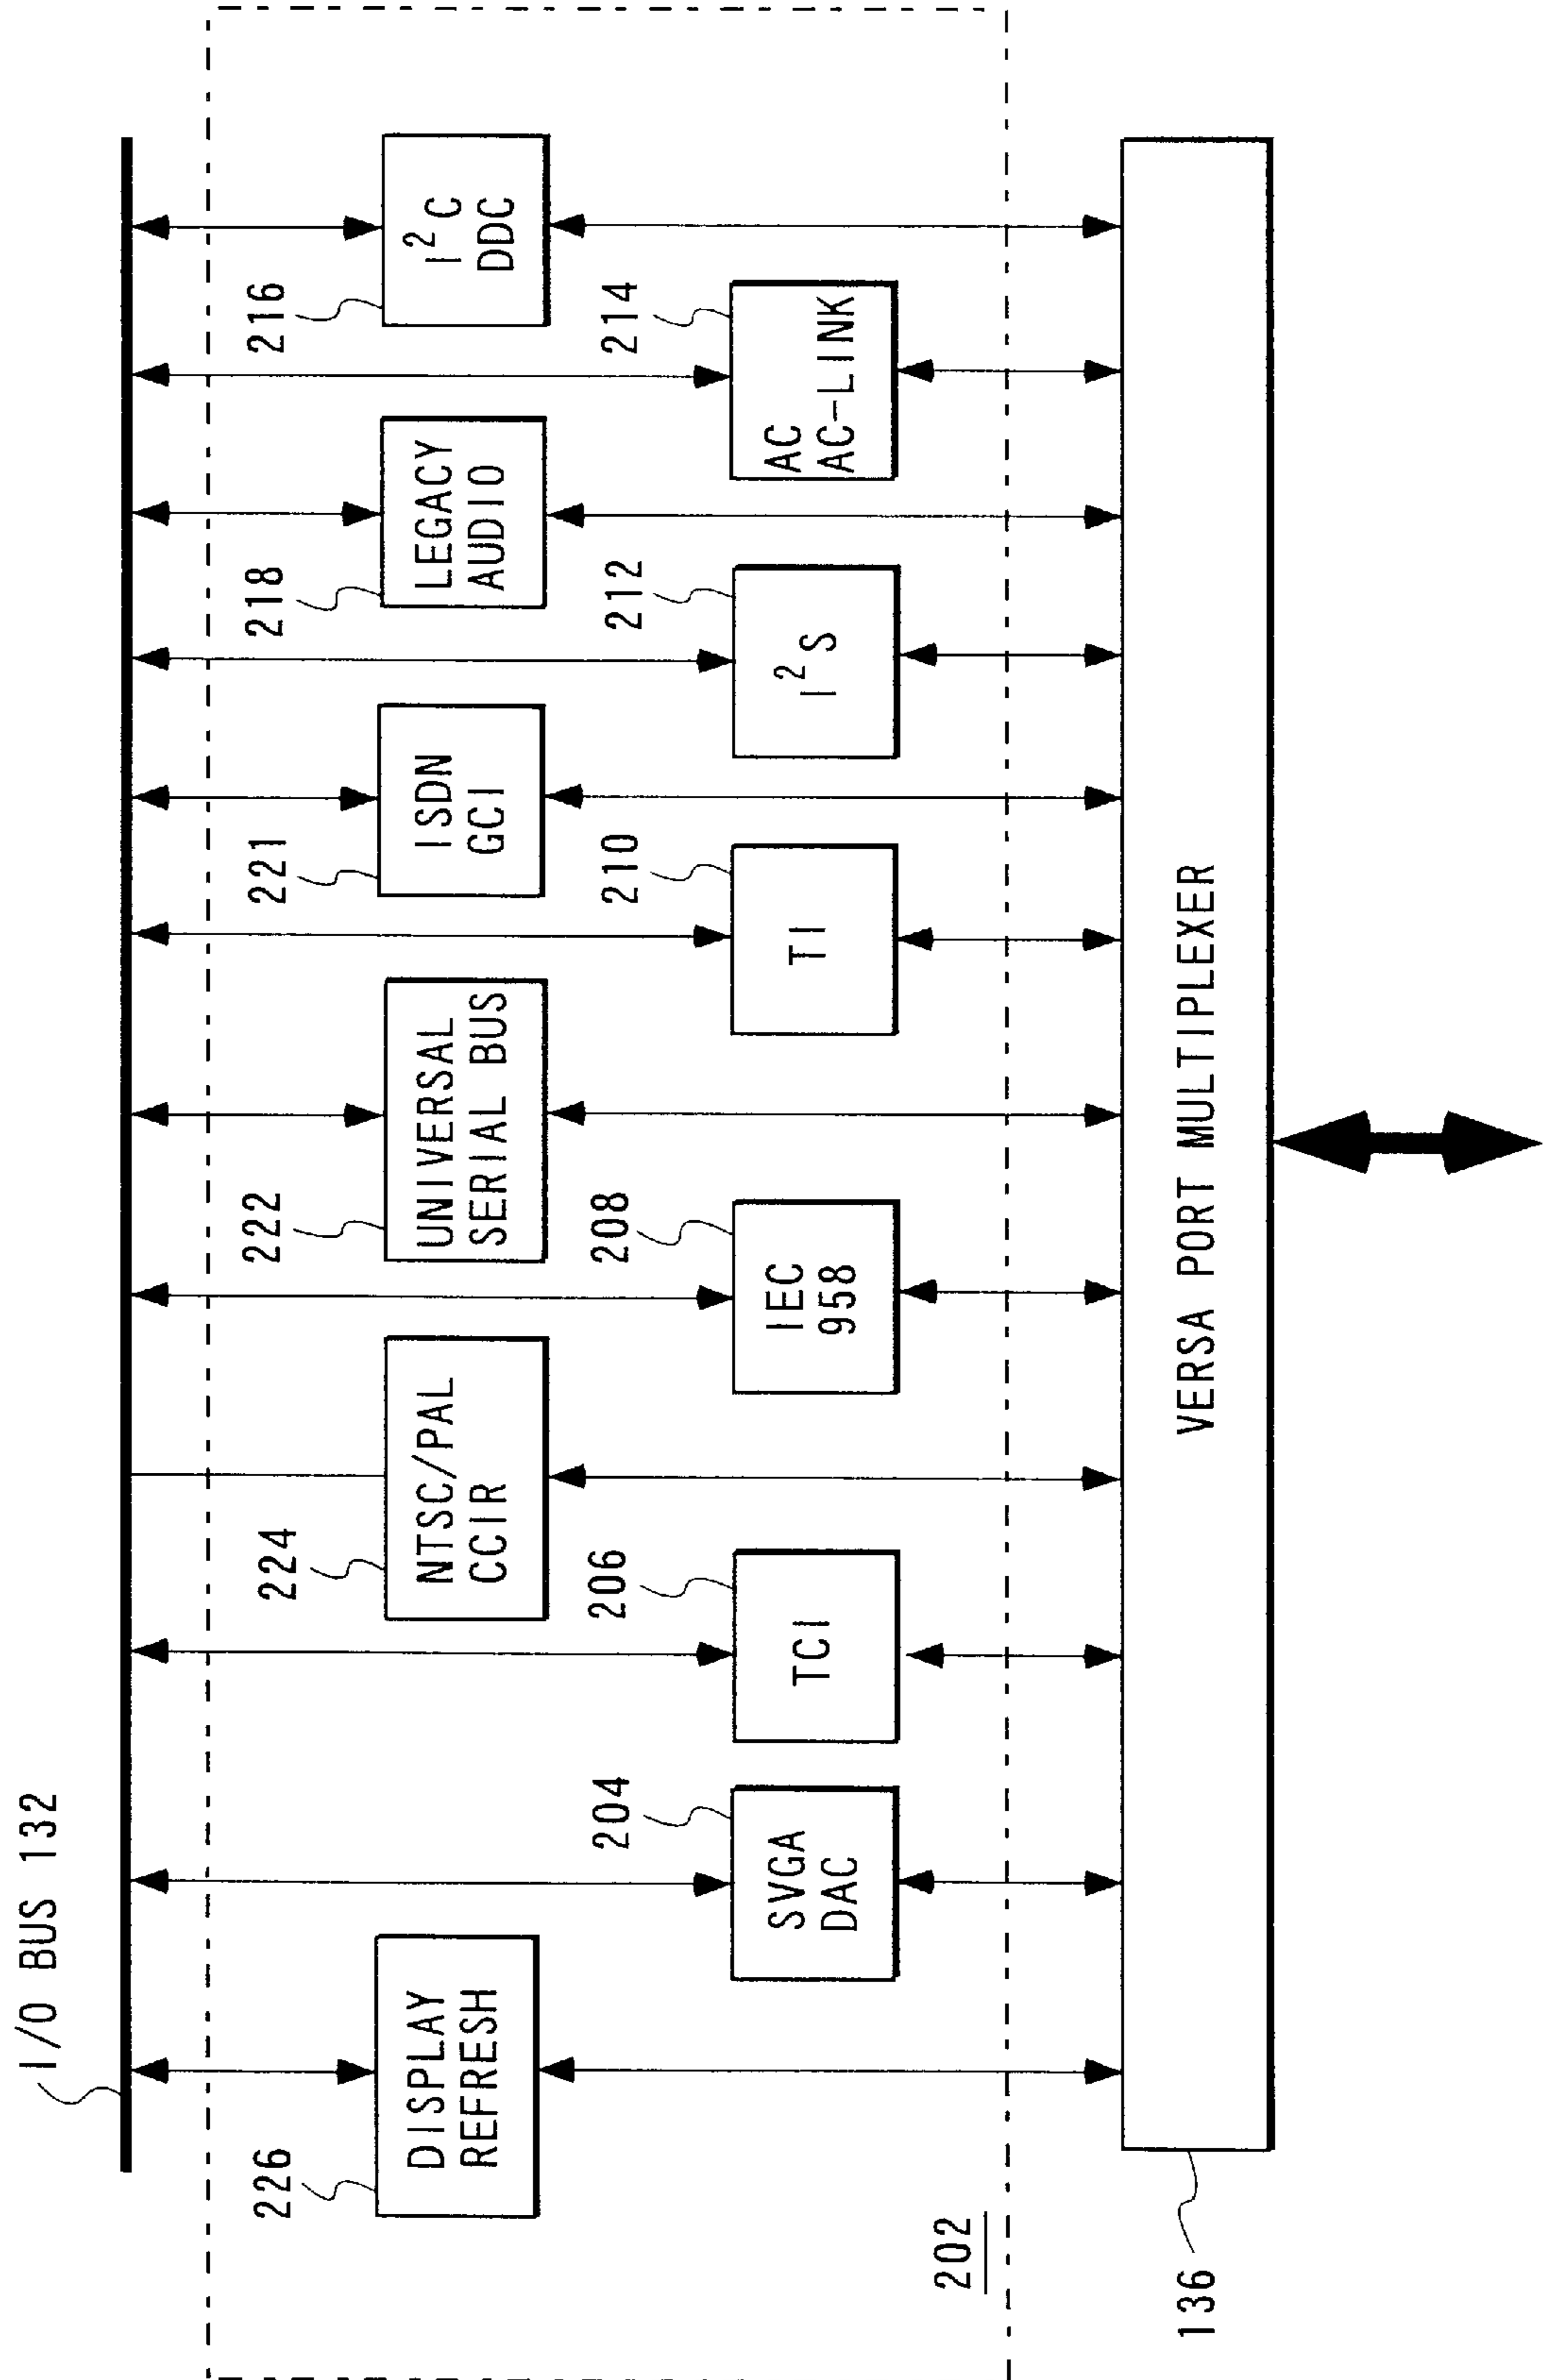 I/O BUS 132
226
DISPLAY
REFRESH
224
NTSC/PAL
CCIR
222
UNIVERSAL
SERIAL BUS
221
ISDN
GCI
218
LEGACY
AUDIO
216
I²C
DDC
204
SVGA
DAC
206
TCI
208
IEC
958
210
TI
212
I²S
214
AC
AC-LINK
202
136
VERSA PORT MULTIPLEXER